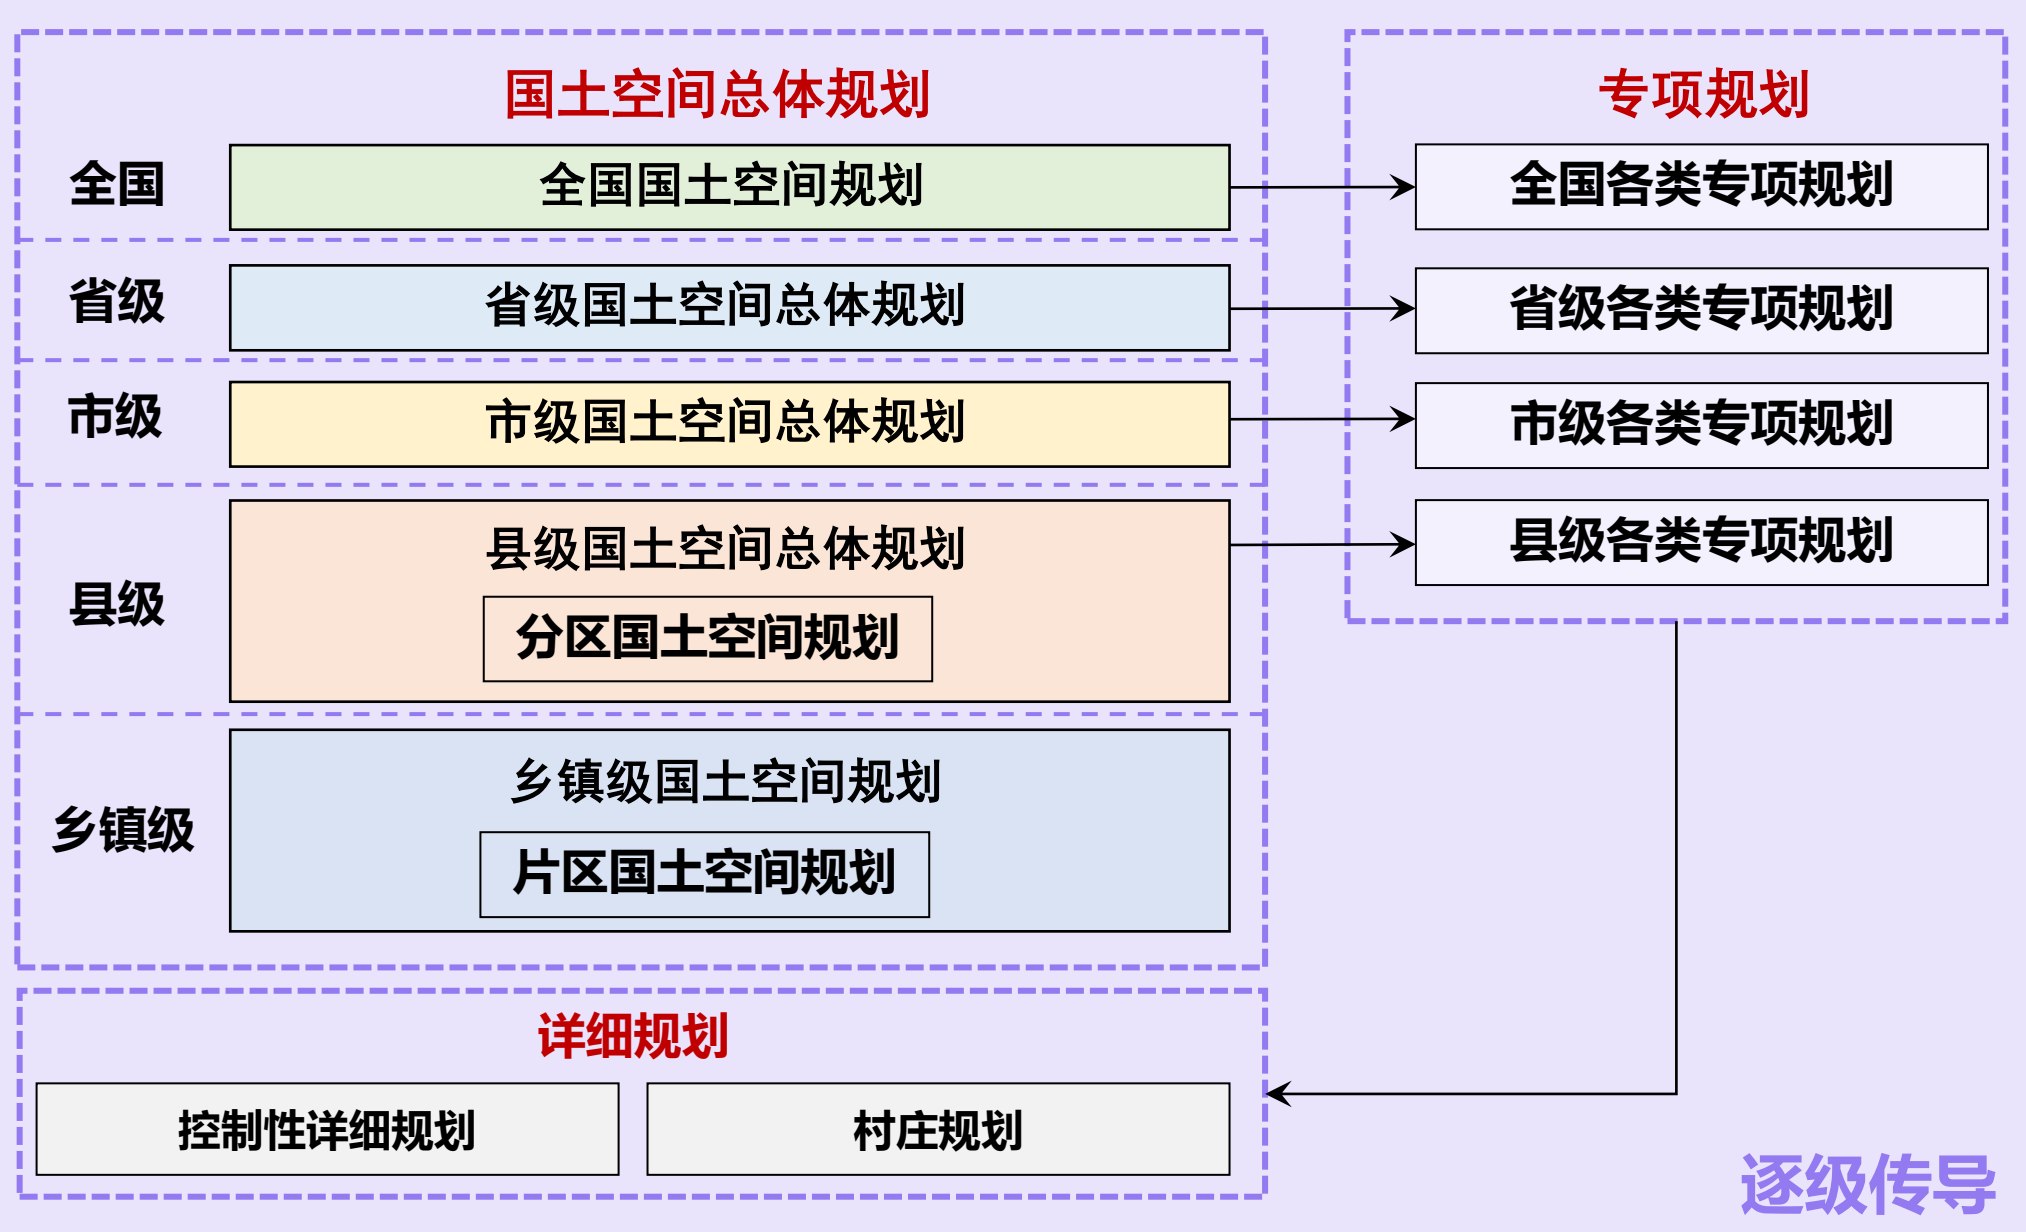 国土空间总体规划
专项规划
全国
全国国土空间规划
全国各类专项规划
省级
省级国土空间总体规划
省级各类专项规划
市级
市级国土空间总体规划
市级各类专项规划
县级
县级国土空间总体规划
县级各类专项规划
分区国土空间规划
乡镇级
乡镇级国土空间规划
片区国土空间规划
详细规划
控制性详细规划
村庄规划
逐级传导